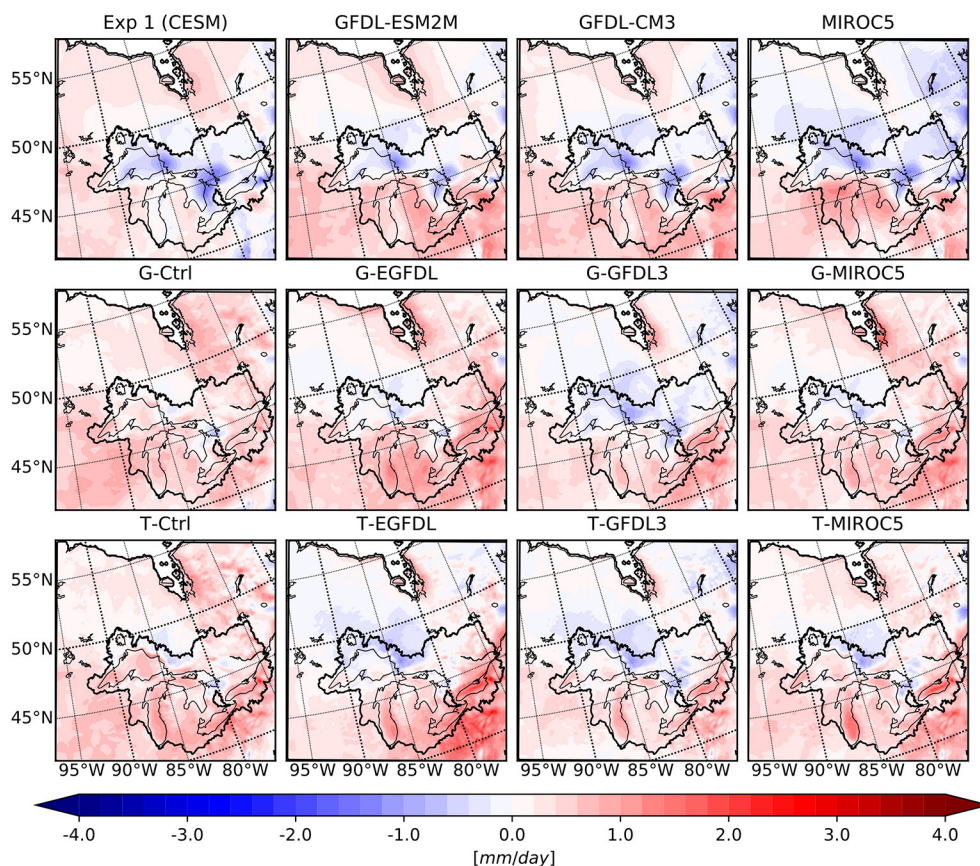 Exp 1 (CESM) GFDL-ESM2M GFDL-CM3 MIROC5
55°N
50°N
45°N
G-Ctrl G-EGFDL G-GFDL3 G-MIROC5
55°N
50°N
45°N
T-Ctrl T-EGFDL T-GFDL3 T-MIROC5
55°N
50°N
45°N
95°W 90°W 85°W 80°W 95°W 90°W 85°W 80°W 95°W 90°W 85°W 80°W 95°W 90°W 85°W 80°W
-4.0 -3.0 -2.0 -1.0 0.0 1.0 2.0 3.0 4.0
[mm/day]